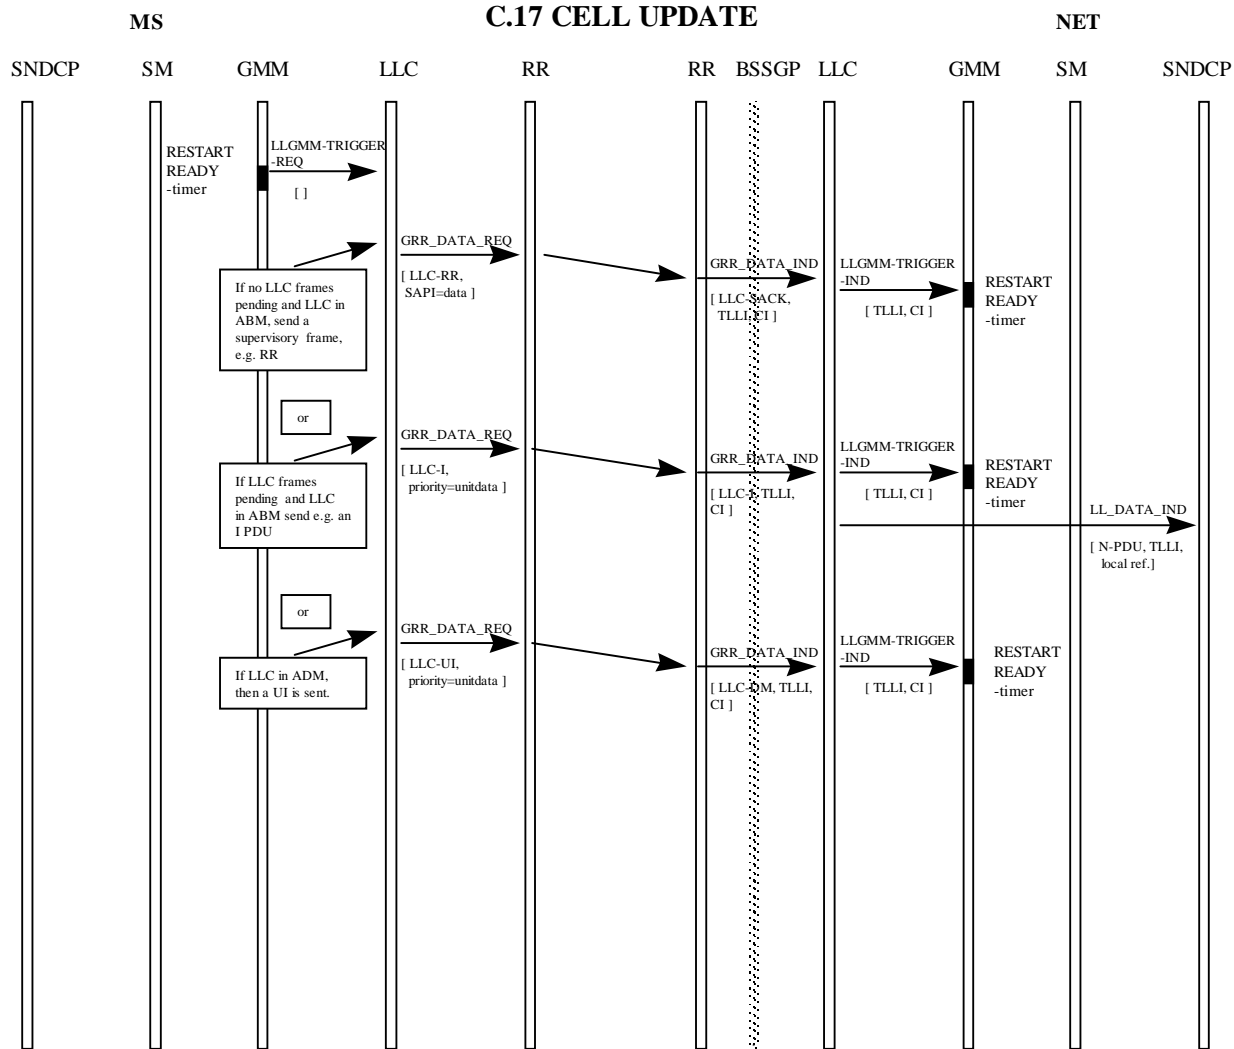 C.17 CELL UPDATE
MS
NET
SNDCP SM GMM LLC RR RR BSSGP LLC GMM SM SNDCP
RESTART
READY
-timer
LLGMM-TRIGGER
-REQ
[ ]
If no LLC frames
pending and LLC in
ABM, send a
supervisory frame,
e.g. RR
GRR_DATA_REQ
[ LLC-RR,
SAPI=data ]
GRR_DATA_IND
[ LLC-SACK,
TLLI, CI ]
LLGMM-TRIGGER
-IND
[ TLLI, CI ]
RESTART
READY
-timer
or
If LLC frames
pending and LLC
in ABM send e.g. an
I PDU
GRR_DATA_REQ
[ LLC-I,
priority=unitdata ]
GRR_DATA_IND
[ LLC-I, TLLI,
CI ]
LLGMM-TRIGGER
-IND
[ TLLI, CI ]
RESTART
READY
-timer
LL_DATA_IND
[ N-PDU, TLLI,
local ref.]
or
If LLC in ADM,
then a UI is sent.
GRR_DATA_REQ
[ LLC-UI,
priority=unitdata ]
GRR_DATA_IND
[ LLC-DM, TLLI,
CI ]
LLGMM-TRIGGER
-IND
[ TLLI, CI ]
RESTART
READY
-timer